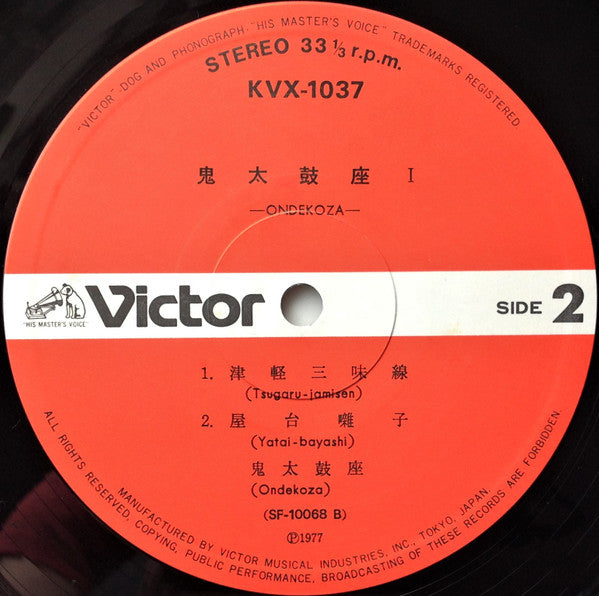 "VICTOR"-DOG AND PHONOGRAPH-"HIS MASTER'S VOICE" TRADEMARKS REGISTERED
STEREO 33 1/3 r.p.m.
KVX-1037
鬼太鼓座 I
—ONDEKOZA—
"HIS MASTER'S VOICE"
Victor
SIDE 2
1. 津軽三味線
(Tsugaru-jamisen)
2. 屋台囃子
(Yatai-bayashi)
鬼太鼓座
(Ondekoza)
(SF-10068 B)
Ⓟ1977
MANUFACTURED BY VICTOR MUSICAL INDUSTRIES, INC., TOKYO, JAPAN.
ALL RIGHTS RESERVED, COPYING, PUBLIC PERFORMANCE, BROADCASTING OF THESE RECORDS ARE FORBIDDEN.